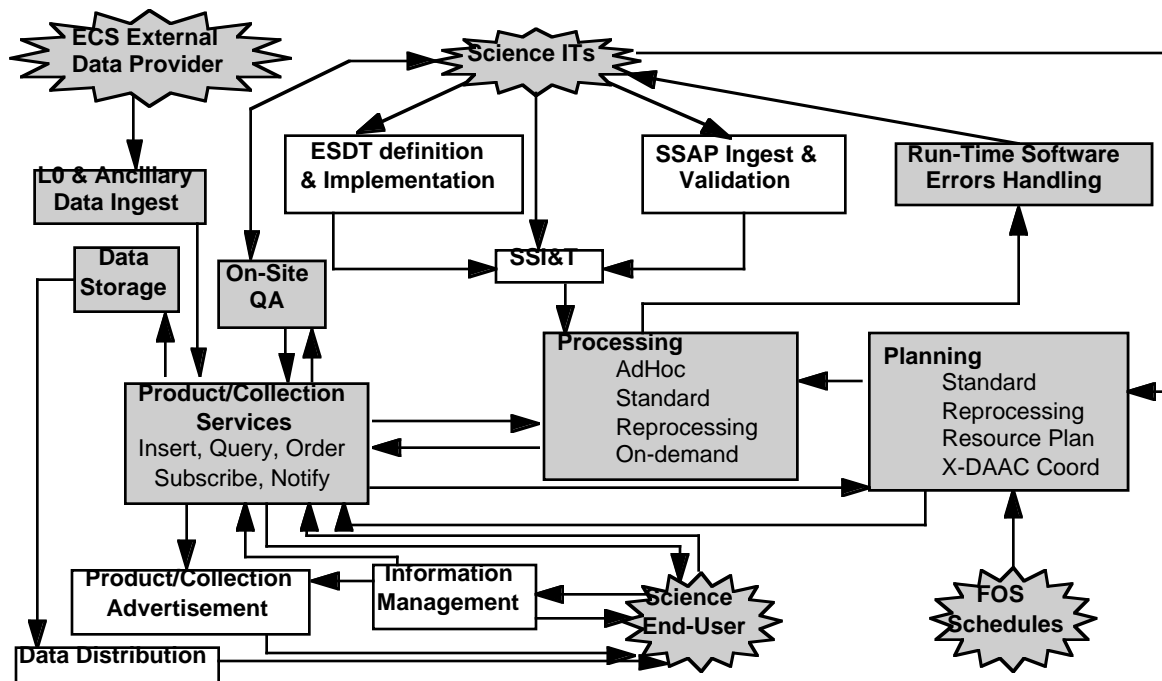 ECS External
Data Provider
Science ITs
ESDT definition
& Implementation
SSAP Ingest &
Validation
Run-Time Software
Errors Handling
L0 & Ancillary
Data Ingest
Data
Storage
On-Site
QA
SSI&T
Processing
AdHoc
Standard
Reprocessing
On-demand
Planning
Standard
Reprocessing
Resource Plan
X-DAAC Coord
Product/Collection
Services
Insert, Query, Order
Subscribe, Notify
Product/Collection
Advertisement
Information
Management
Science
End-User
FOS
Schedules
Data Distribution